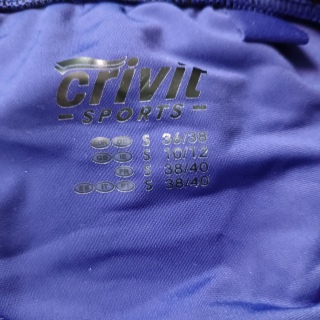 crivit
- SPORTS -
S 36/38
S 10/12
S 38/40
S 38/40